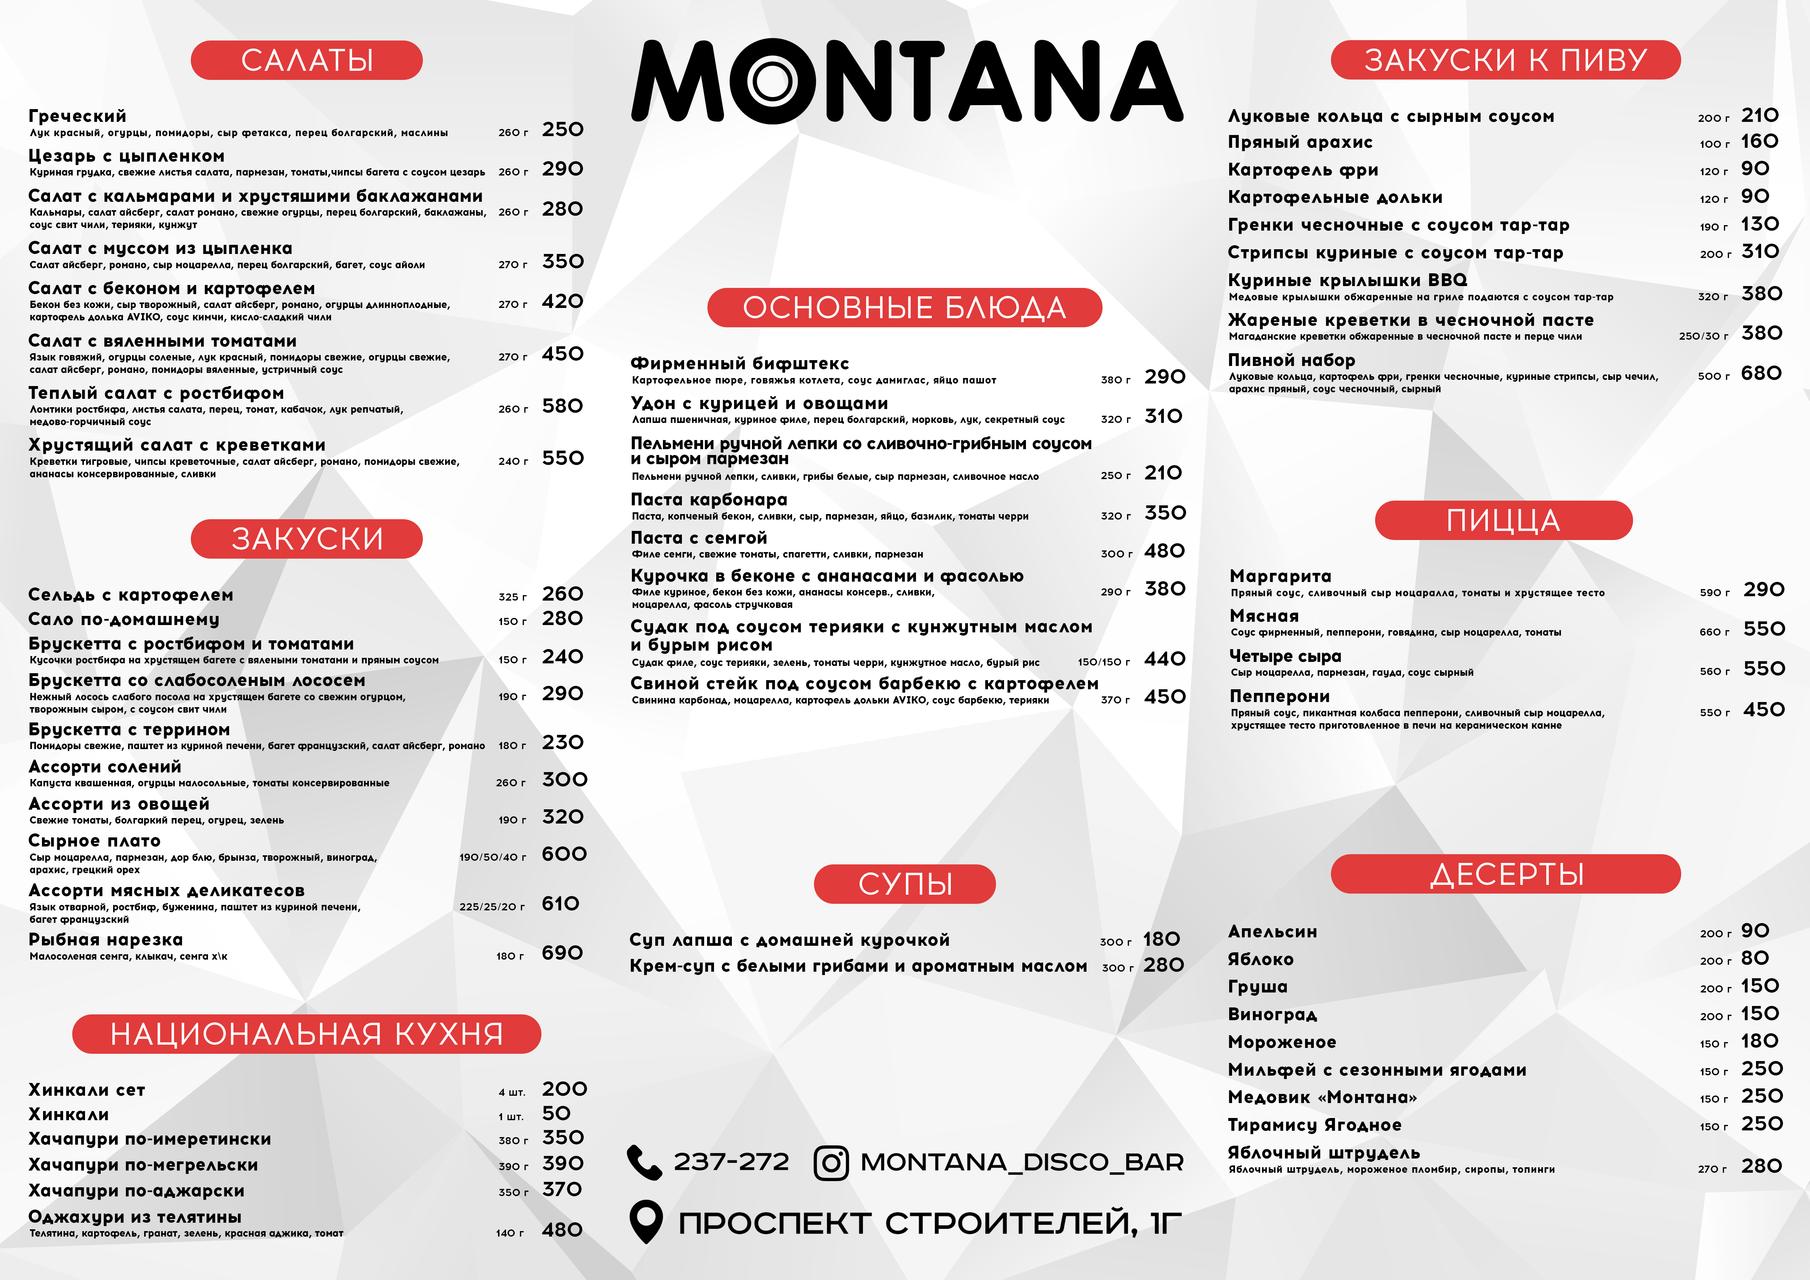 САЛАТЫ
Греческий
Лук красный, огурцы, помидоры, сыр фетакса, перец болгарский, маслины 260 г 250
Цезарь с цыпленком
Куриная грудка, свежие листья салата, пармезан, томаты,чипсы багета с соусом цезарь 260 г 290
Салат с кальмарами и хрустяшими баклажанами
Кальмары, салат айсберг, салат романо, свежие огурцы, перец болгарский, баклажаны, 260 г 280
соус свит чили, терияки, кунжут
Салат с муссом из цыпленка
Салат айсберг, романо, сыр моцарелла, перец болгарский, багет, соус айоли 270 г 350
Салат с беконом и картофелем
Бекон без кожи, сыр творожный, салат айсберг, романо, огурцы длинноплодные, 270 г 420
картофель долька AVIKO, соус кимчи, кисло-сладкий чили
Салат с вяленными томатами
Язык говяжий, огурцы соленые, лук красный, помидоры свежие, огурцы свежие, 270 г 450
салат айсберг, романо, помидоры вяленные, устричный соус
Теплый салат с ростбифом
Ломтики ростбифа, листья салата, перец, томат, кабачок, лук репчатый, 260 г 580
медово-горчичный соус
Хрустящий салат с креветками
Креветки тигровые, чипсы креветочные, салат айсберг, романо, помидоры свежие, 240 г 550
ананасы консервированные, сливки
ЗАКУСКИ
Сельдь с картофелем 325 г 260
Сало по-домашнему 150 г 280
Брускетта с ростбифом и томатами
Кусочки ростбифа на хрустящем багете с вялеными томатами и пряным соусом 150 г 240
Брускетта со слабосоленым лососем
Нежный лосось слабого посола на хрустящем багете со свежим огурцом, 190 г 290
творожным сыром, с соусом свит чили
Брускетта с террином
Помидоры свежие, паштет из куриной печени, багет французский, салат айсберг, романо 180 г 230
Ассорти солений
Капуста квашенная, огурцы малосольные, томаты консервированные 260 г 300
Ассорти из овощей
Свежие томаты, болгаркий перец, огурец, зелень 190 г 320
Сырное плато
Сыр моцарелла, пармезан, дор блю, брынза, творожный, виноград, 190/50/40 г 600
арахис, грецкий орех
Ассорти мясных деликатесов
Язык отварной, ростбиф, буженина, паштет из куриной печени, 225/25/20 г 610
багет французский
Рыбная нарезка
Малосоленая семга, клыкач, семга х\к 180 г 690
НАЦИОНАЛЬНАЯ КУХНЯ
Хинкали сет 4 шт. 200
Хинкали 1 шт. 50
Хачапури по-имеретински 380 г 350
Хачапури по-мегрельски 390 г 390
Хачапури по-аджарски 350 г 370
Оджахури из телятины
Телятина, картофель, гранат, зелень, красная аджика, томат 140 г 480
MONTANA
ОСНОВНЫЕ БЛЮДА
Фирменный бифштекс
Картофельное пюре, говяжья котлета, соус дамиглас, яйцо пашот 380 г 290
Удон с курицей и овощами
Лапша пшеничная, куриное филе, перец болгарский, морковь, лук, секретный соус 320 г 310
Пельмени ручной лепки со сливочно-грибным соусом
и сыром пармезан
Пельмени ручной лепки, сливки, грибы белые, сыр пармезан, сливочное масло 250 г 210
Паста карбонара
Паста, копченый бекон, сливки, сыр, пармезан, яйцо, базилик, томаты черри 320 г 350
Паста с семгой
Филе семги, свежие томаты, спагетти, сливки, пармезан 300 г 480
Курочка в беконе с ананасами и фасолью
Филе куриное, бекон без кожи, ананасы консерв., сливки, 290 г 380
моцарелла, фасоль стручковая
Судак под соусом терияки с кунжутным маслом
и бурым рисом
Судак филе, соус терияки, зелень, томаты черри, кунжутное масло, бурый рис 150/150 г 440
Свиной стейк под соусом барбекю с картофелем
Свинина карбонад, моцарелла, картофель дольки AVIKO, соус барбекю, терияки 370 г 450
СУПЫ
Суп лапша с домашней курочкой 300 г 180
Крем-суп с белыми грибами и ароматным маслом 300 г 280
237-272 MONTANA_DISCO_BAR
ПРОСПЕКТ СТРОИТЕЛЕЙ, 1Г
ЗАКУСКИ К ПИВУ
Луковые кольца с сырным соусом 200 г 210
Пряный арахис 100 г 160
Картофель фри 120 г 90
Картофельные дольки 120 г 90
Гренки чесночные с соусом тар-тар 190 г 130
Стрипсы куриные с соусом тар-тар 200 г 310
Куриные крылышки BBQ
Медовые крылышки обжаренные на гриле подаются с соусом тар-тар 320 г 380
Жареные креветки в чесночной пасте
Магаданские креветки обжаренные в чесночной пасте и перце чили 250/30 г 380
Пивной набор
Луковые кольца, картофель фри, гренки чесночные, куриные стрипсы, сыр чечил, 500 г 680
арахис пряный, соус чесночный, сырный
ПИЦЦА
Маргарита
Пряный соус, сливочный сыр моцаралла, томаты и хрустящее тесто 590 г 290
Мясная
Соус фирменный, пепперони, говядина, сыр моцарелла, томаты 660 г 550
Четыре сыра
Сыр моцарелла, пармезан, гауда, соус сырный 560 г 550
Пепперони
Пряный соус, пикантмая колбаса пепперони, сливочный сыр моцарелла, 550 г 450
хрустящее тесто приготовленное в печи на керамическом камне
ДЕСЕРТЫ
Апельсин 200 г 90
Яблоко 200 г 80
Груша 200 г 150
Виноград 200 г 150
Мороженое 150 г 180
Мильфей с сезонными ягодами 150 г 250
Медовик «Монтана» 150 г 250
Тирамису Ягодное 150 г 250
Яблочный штрудель
Яблочный штрудель, мороженое пломбир, сиропы, топинги 270 г 280